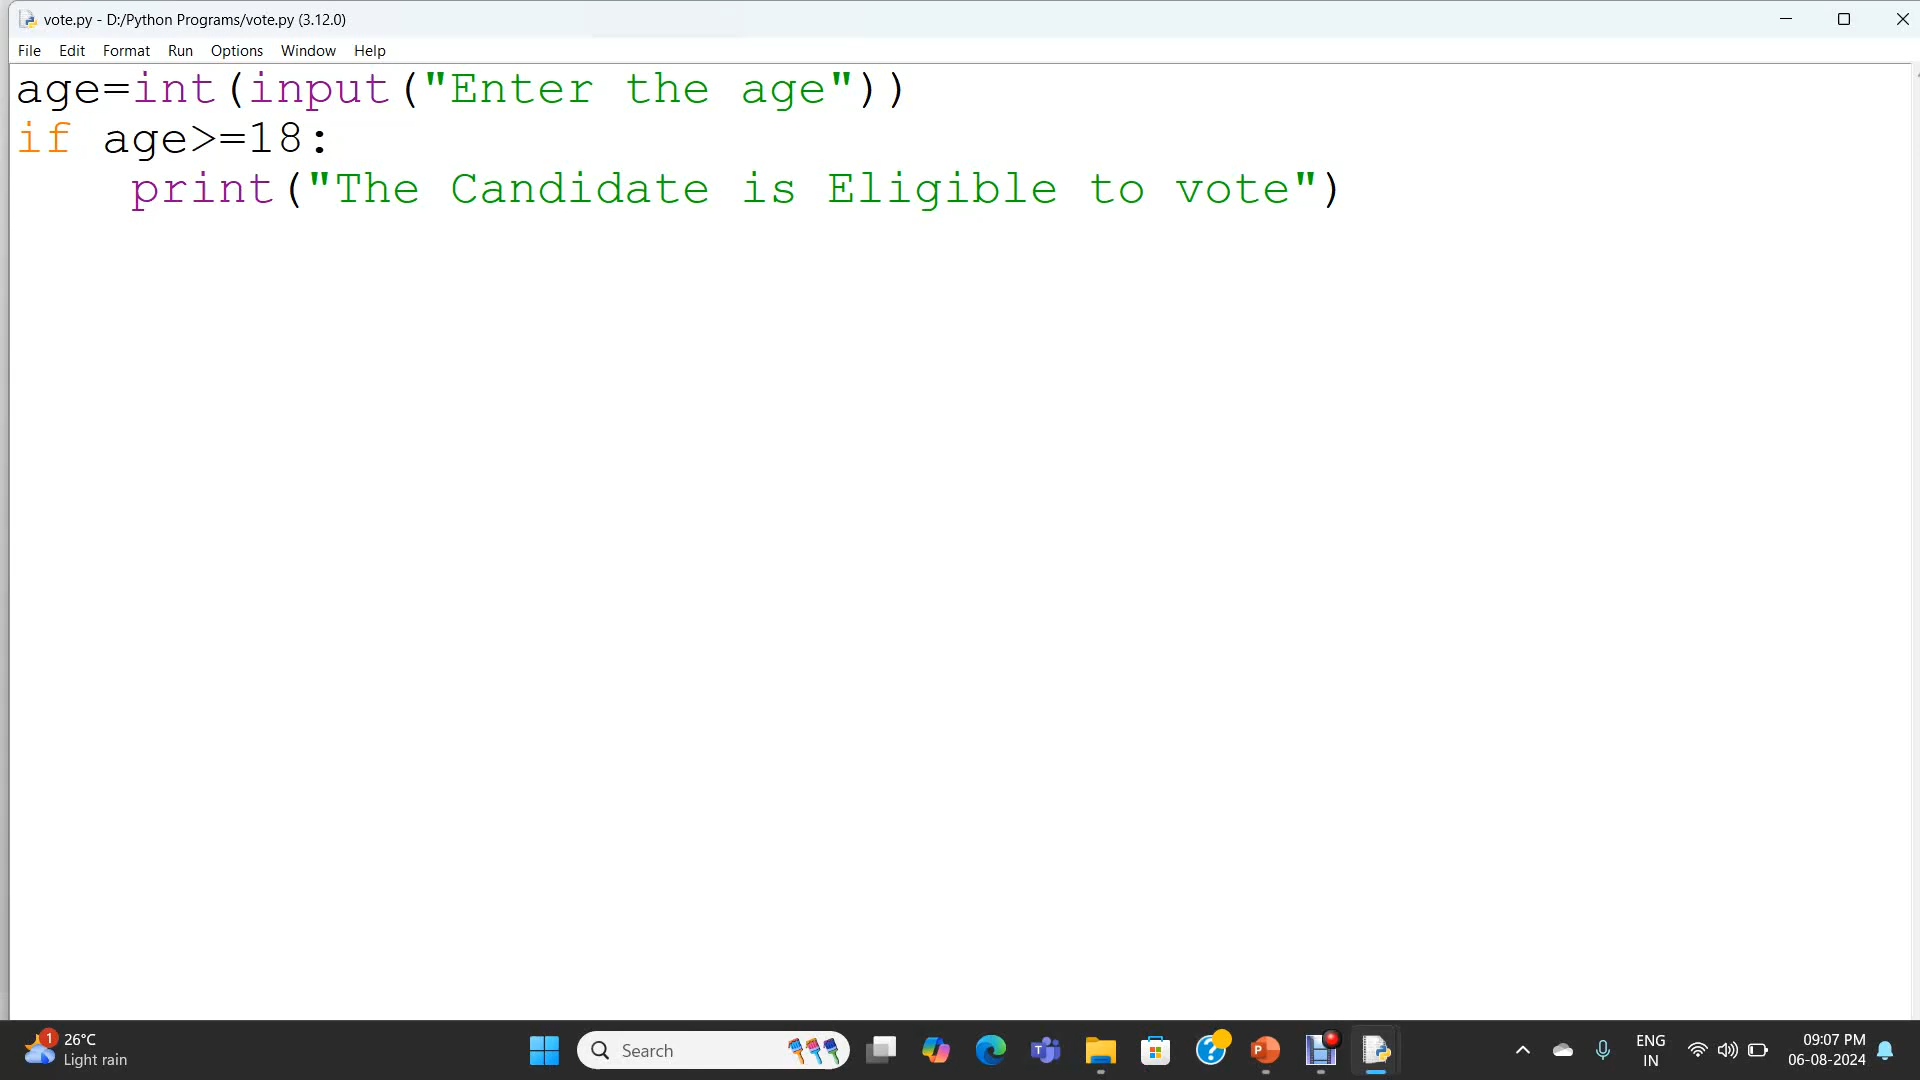 vote.py - D:/Python Programs/vote.py (3.12.0)
File Edit Format Run Options Window Help
age=int(input("Enter the age"))
if age>=18:
    print("The Candidate is Eligible to vote")
1
26°C
Light rain
Search
ENG
IN
09:07 PM
06-08-2024